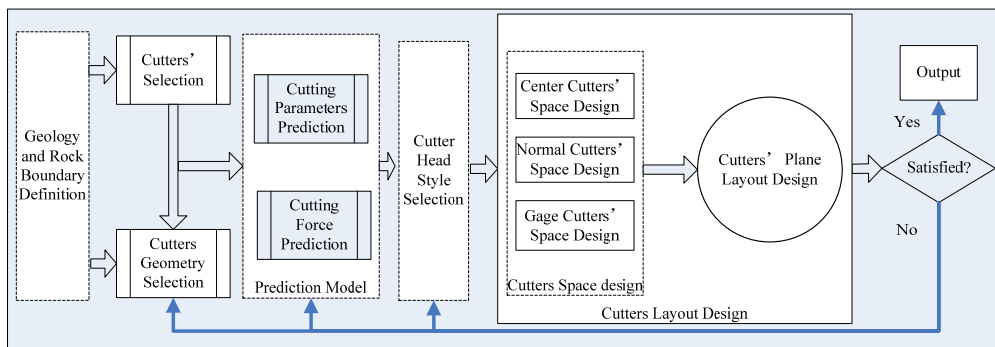 Geology
and Rock
Boundary
Definition
Cutters’
Selection
Cutters
Geometry
Selection
Cutting
Parameters
Prediction
Cutting
Force
Prediction
Prediction Model
Cutter
Head
Style
Selection
Center Cutters’
Space Design
Normal Cutters’
Space Design
Gage Cutters’
Space Design
Cutters Space design
Cutters’ Plane
Layout Design
Cutters Layout Design
Output
Yes
Satisfied?
No